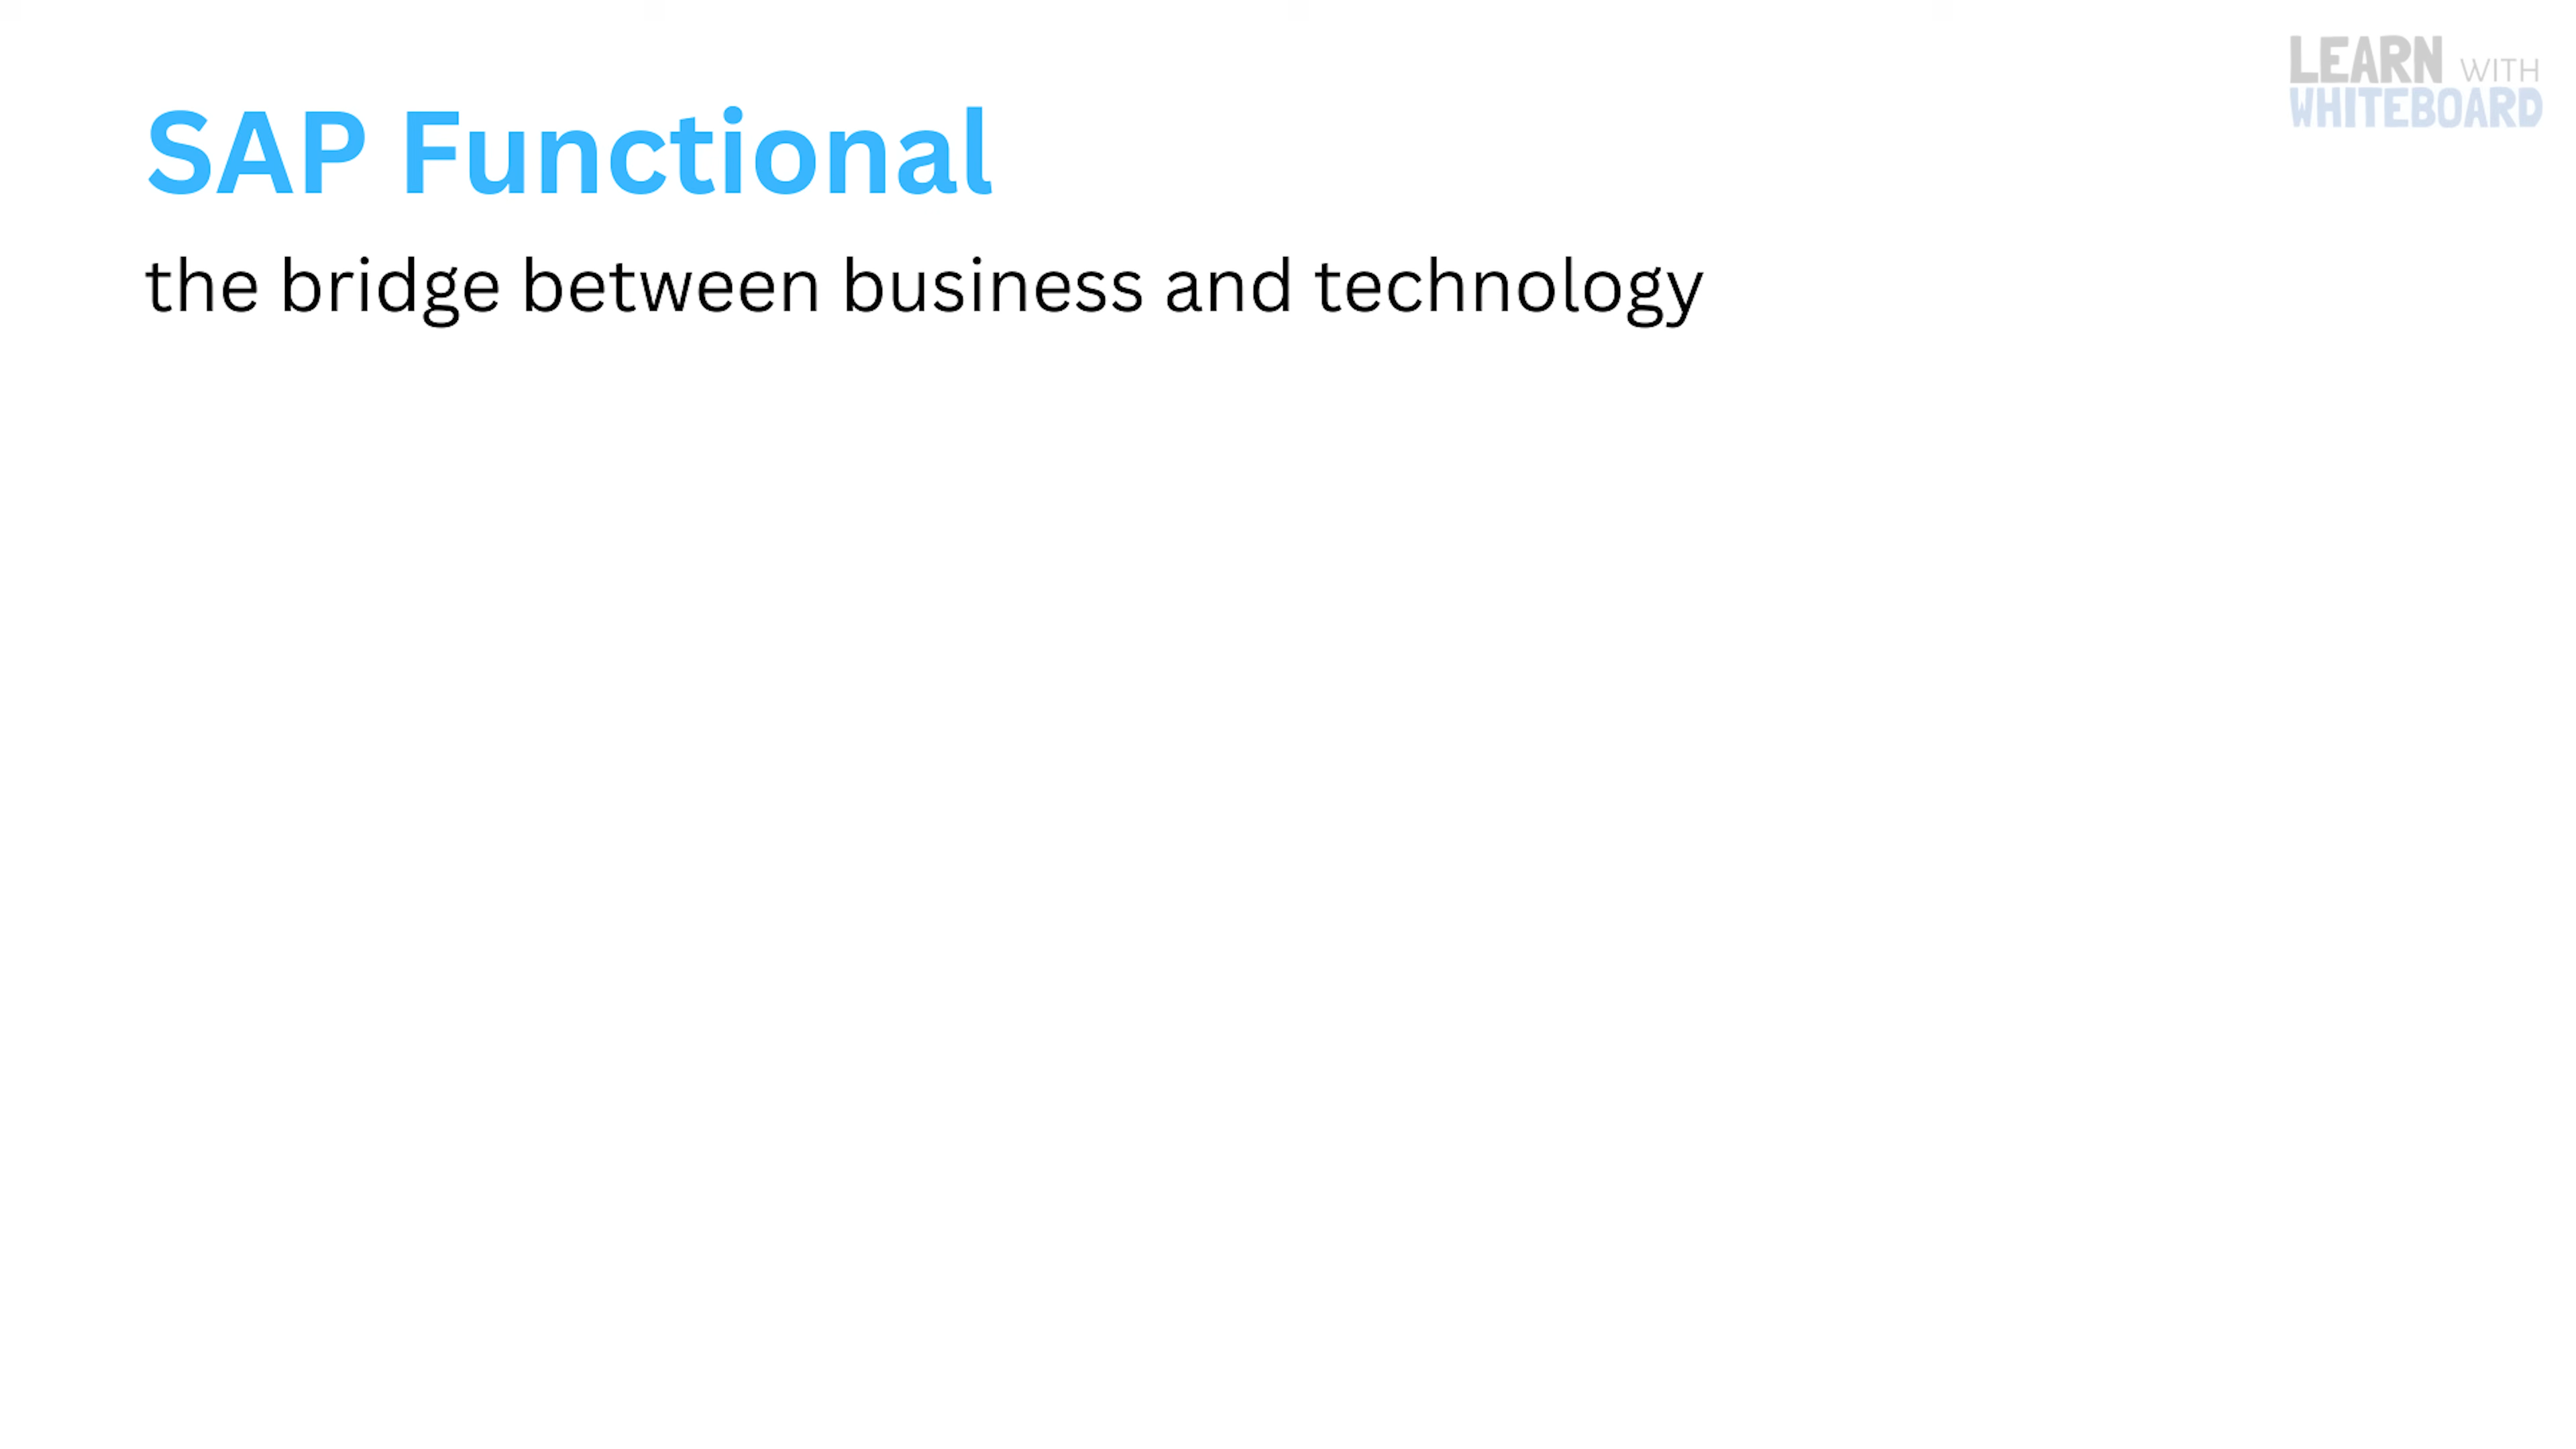 LEARN WITH
WHITEBOARD
SAP Functional
the bridge between business and technology